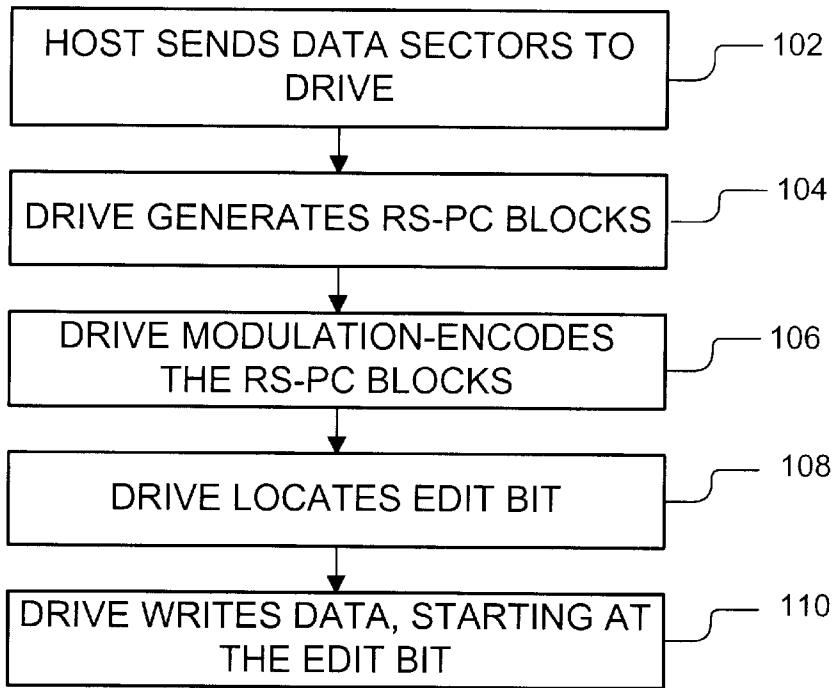 HOST SENDS DATA SECTORS TO
DRIVE
102
DRIVE GENERATES RS-PC BLOCKS
104
DRIVE MODULATION-ENCODES
THE RS-PC BLOCKS
106
DRIVE LOCATES EDIT BIT
108
DRIVE WRITES DATA, STARTING AT
THE EDIT BIT
110